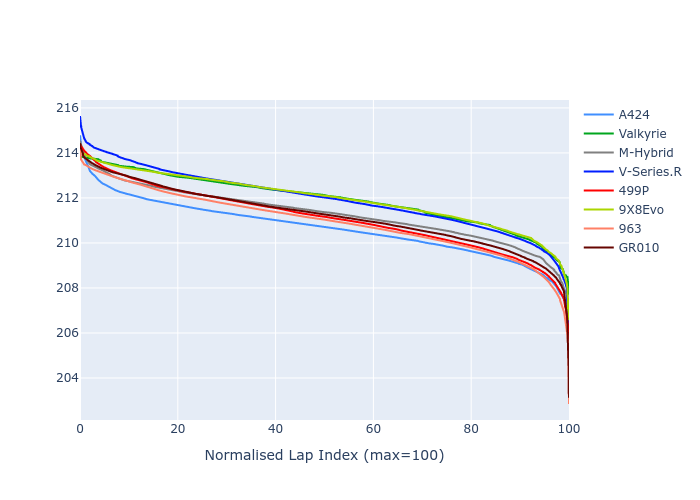 216
214
212
210
208
206
204
0 20 40 60 80 100
Normalised Lap Index (max=100)
A424
Valkyrie
M-Hybrid
V-Series.R
499P
9X8Evo
963
GR010